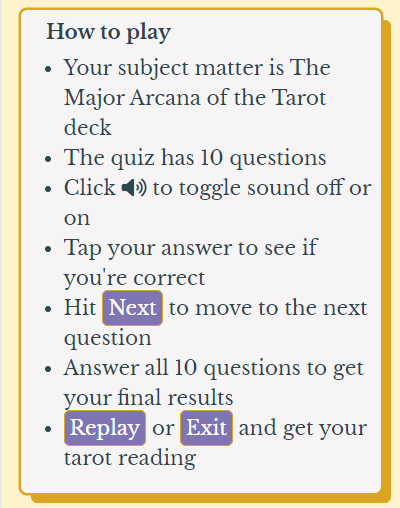 How to play
• Your subject matter is The
Major Arcana of the Tarot
deck
• The quiz has 10 questions
• Click to toggle sound off or
on
• Tap your answer to see if
you're correct
• Hit Next to move to the next
question
• Answer all 10 questions to get
your final results
• Replay or Exit and get your
tarot reading